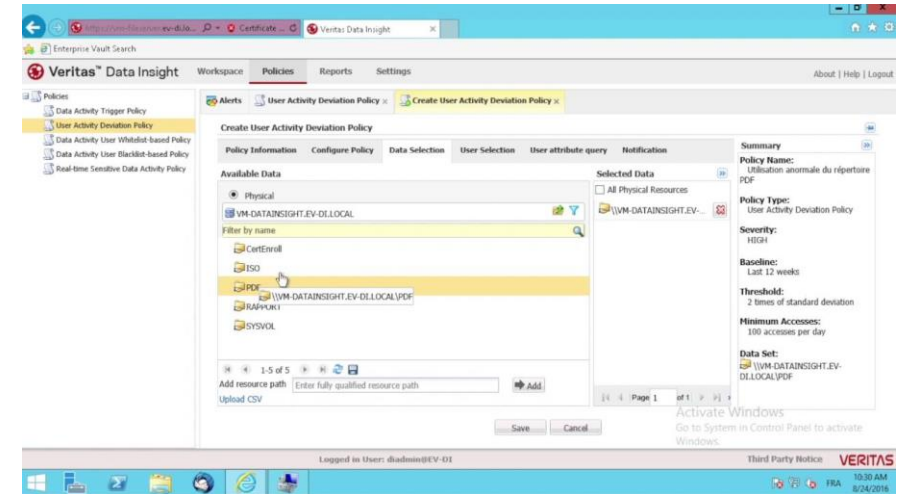 ev-di.lo...
Certificate ...
Veritas Data Insight
Enterprise Vault Search
Veritas™ Data Insight
Workspace Policies Reports Settings
About | Help | Logout
Policies
Data Activity Trigger Policy
User Activity Deviation Policy
Data Activity User Whitelist-based Policy
Data Activity User Blacklist-based Policy
Real-time Sensitive Data Activity Policy
Alerts User Activity Deviation Policy Create User Activity Deviation Policy
Create User Activity Deviation Policy
Policy Information Configure Policy Data Selection User Selection User attribute query Notification
Available Data
Physical
VM-DATAINSIGHT.EV-DI.LOCAL
Filter by name
CertEnroll
ISO
PDF
\\VM-DATAINSIGHT.EV-DI.LOCAL\PDF
RAPPORT
SYSVOL
1-5 of 5
Add resource path Enter fully qualified resource path Add
Upload CSV
Selected Data
All Physical Resources
\\VM-DATAINSIGHT.EV-...
Page 1 of 1
Save Cancel
Summary
Policy Name:
Utilisation anormale du répertoire
PDF
Policy Type:
User Activity Deviation Policy
Severity:
HIGH
Baseline:
Last 12 weeks
Threshold:
2 times of standard deviation
Minimum Accesses:
100 accesses per day
Data Set:
\\VM-DATAINSIGHT.EV-
DI.LOCAL\PDF
Activate Windows
Go to System in Control Panel to activate
Windows.
Logged in User: diadmin@EV-DI
Third Party Notice VERITAS
FRA
10:30 AM
8/24/2016